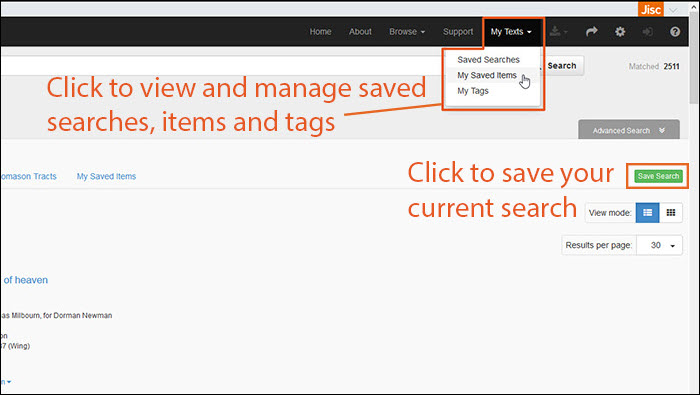 Jisc
Home About Browse Support My Texts
Saved Searches
My Saved Items
My Tags
Search Matched 2511
Click to view and manage saved
searches, items and tags
Advanced Search
omason Tracts My Saved Items
Click to save your
current search
Save Search
View mode:
Results per page: 30
of heaven
as Milbourn, for Dorman Newman
on
87 (Wing)
n